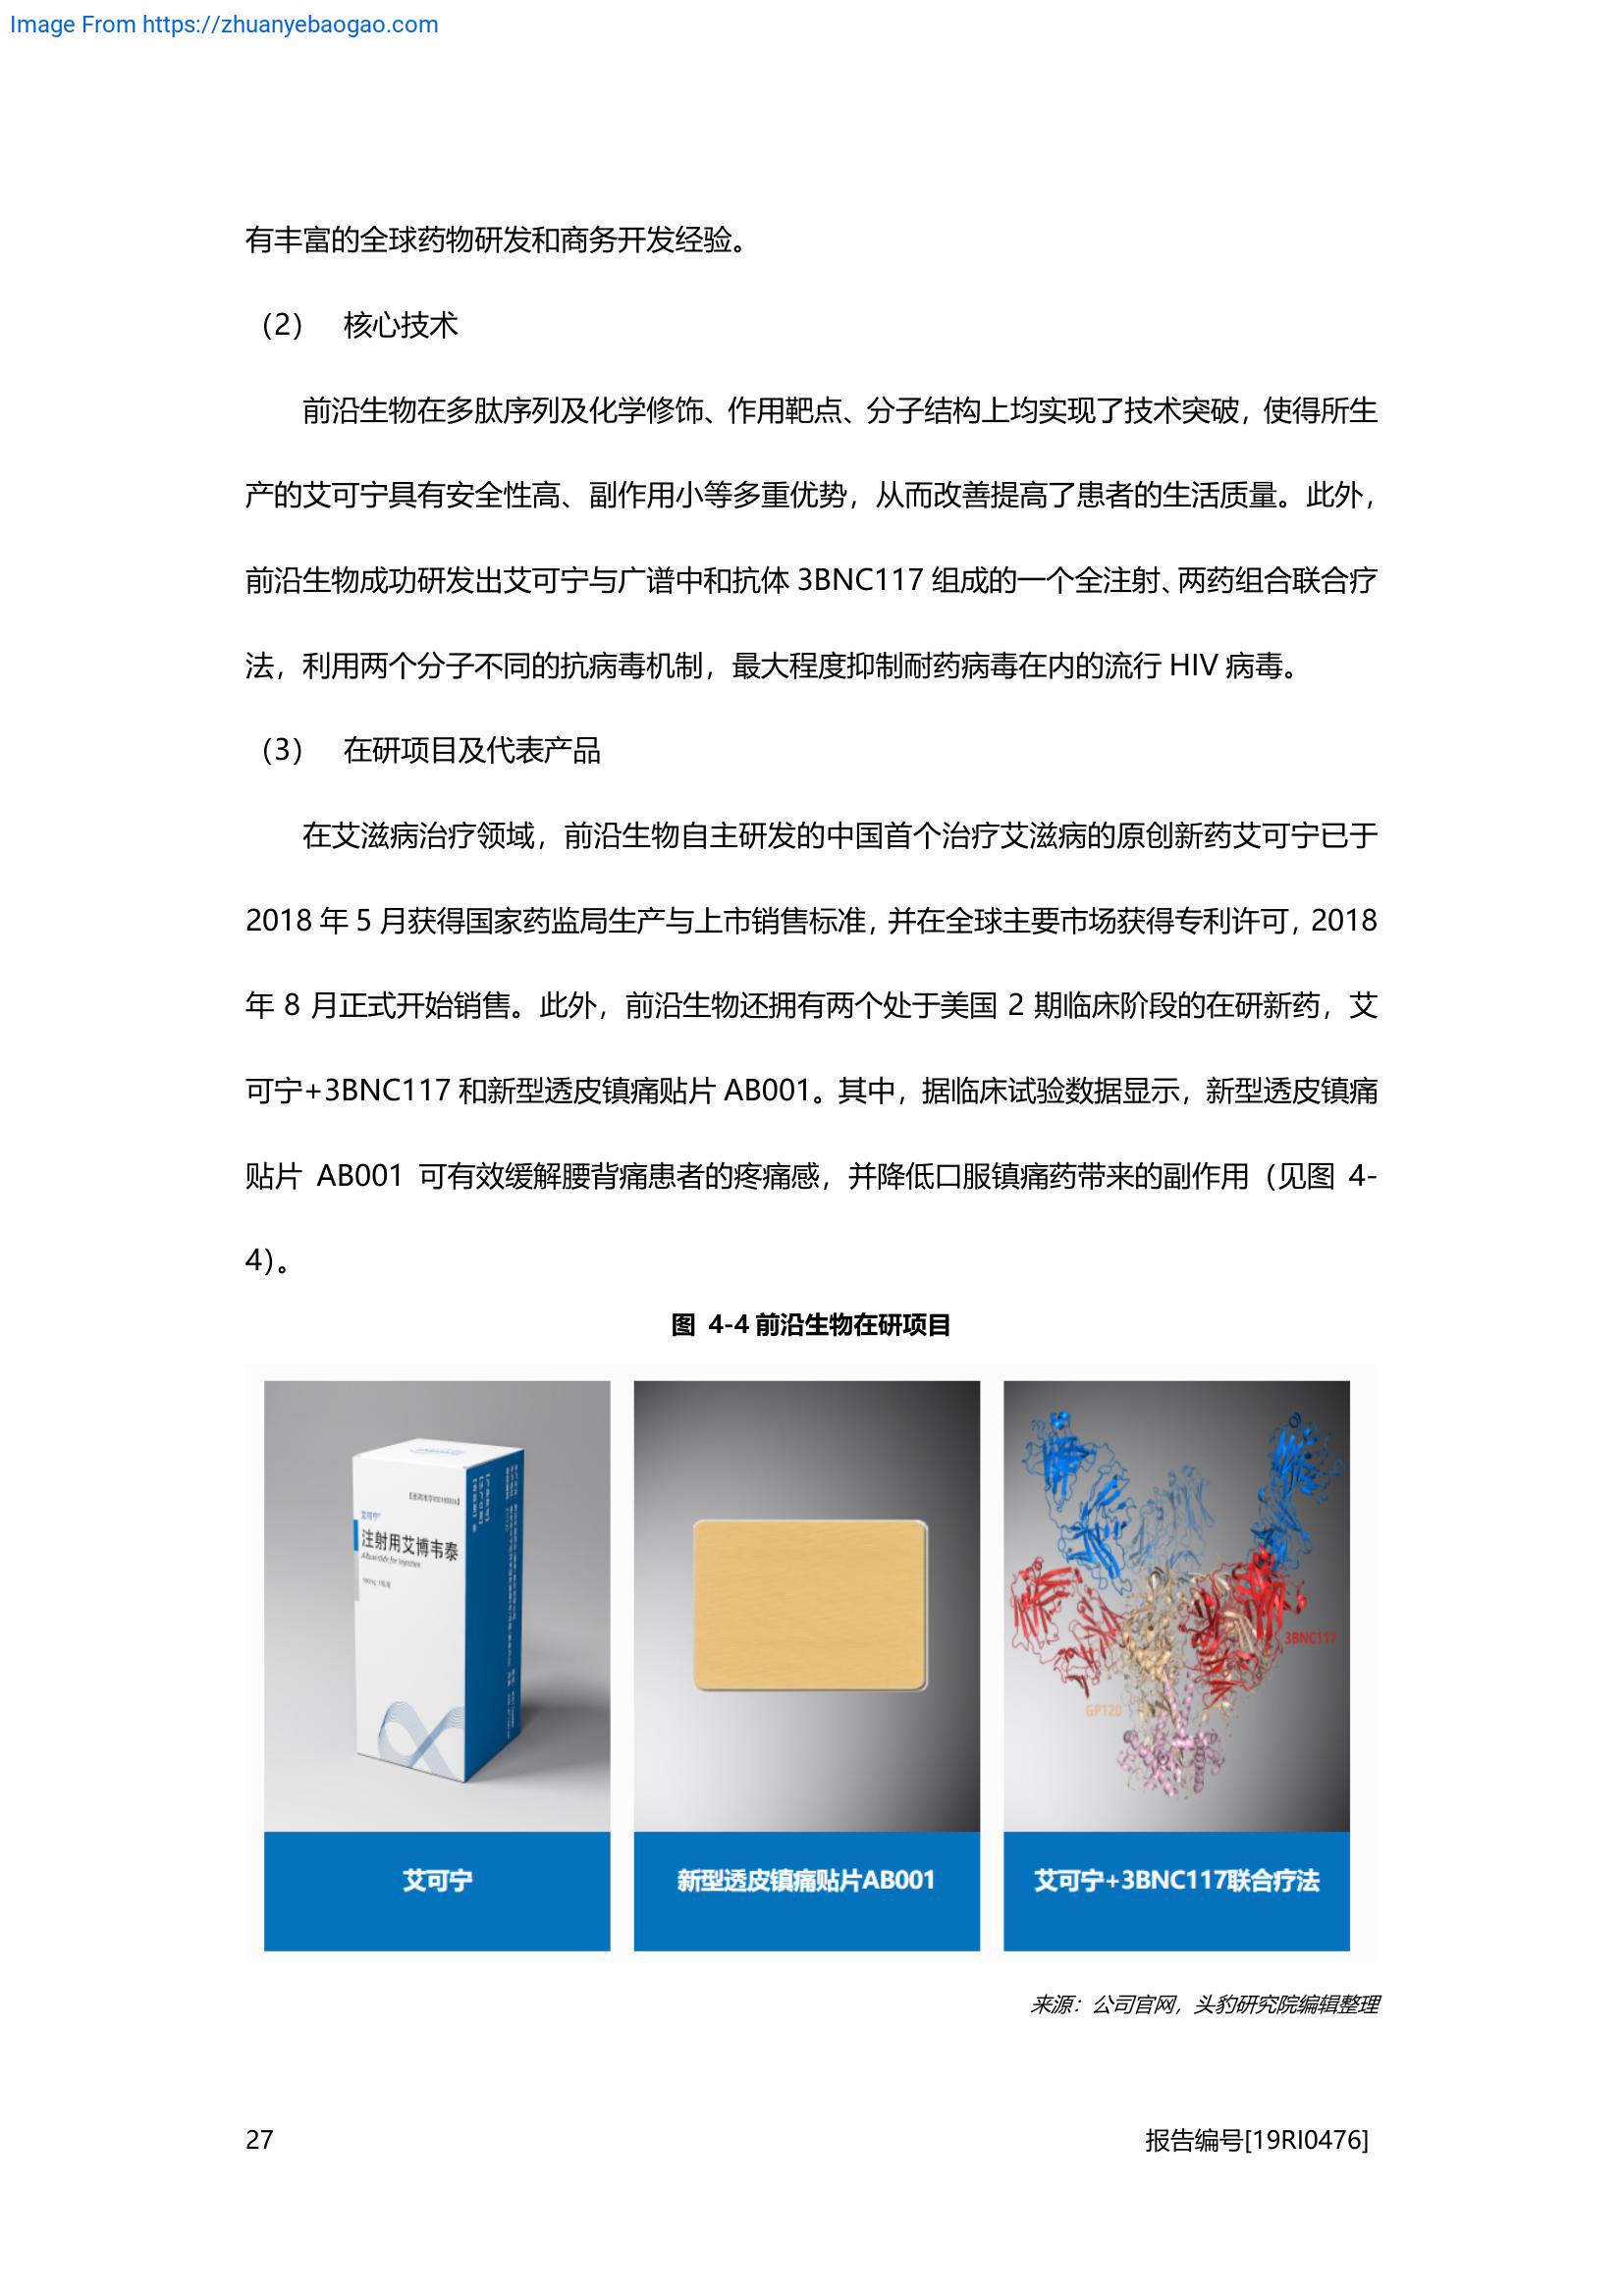 Image From https://zhuanyebaogao.com
有丰富的全球药物研发和商务开发经验。
（2） 核心技术
前沿生物在多肽序列及化学修饰、作用靶点、分子结构上均实现了技术突破，使得所生
产的艾可宁具有安全性高、副作用小等多重优势，从而改善提高了患者的生活质量。此外，
前沿生物成功研发出艾可宁与广谱中和抗体 3BNC117 组成的一个全注射、两药组合联合疗
法，利用两个分子不同的抗病毒机制，最大程度抑制耐药病毒在内的流行 HIV 病毒。
（3） 在研项目及代表产品
在艾滋病治疗领域，前沿生物自主研发的中国首个治疗艾滋病的原创新药艾可宁已于
2018 年 5 月获得国家药监局生产与上市销售标准，并在全球主要市场获得专利许可，2018
年 8 月正式开始销售。此外，前沿生物还拥有两个处于美国 2 期临床阶段的在研新药，艾
可宁+3BNC117 和新型透皮镇痛贴片 AB001。其中，据临床试验数据显示，新型透皮镇痛
贴片 AB001 可有效缓解腰背痛患者的疼痛感，并降低口服镇痛药带来的副作用（见图 4-
4）。
图 4-4 前沿生物在研项目
艾可宁
注射用艾博韦泰
Albuvirtide for Injection
3BNC117
GP120
艾可宁
新型透皮镇痛贴片AB001
艾可宁+3BNC117联合疗法
来源：公司官网，头豹研究院编辑整理
27
报告编号[19RI0476]